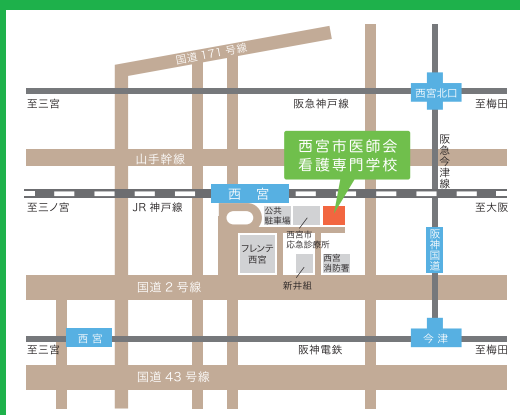 国道171号線
西宮北口
至三宮
阪急神戸線
至梅田
西宮市医師会
看護専門学校
阪急今津線
山手幹線
西宮
至三ノ宮
JR 神戸線
至大阪
公共
駐車場
西宮市
応急診療所
阪神国道
フレンテ
西宮
西宮
消防署
新井組
国道2号線
西宮
今津
至三宮
阪神電鉄
至梅田
国道43号線